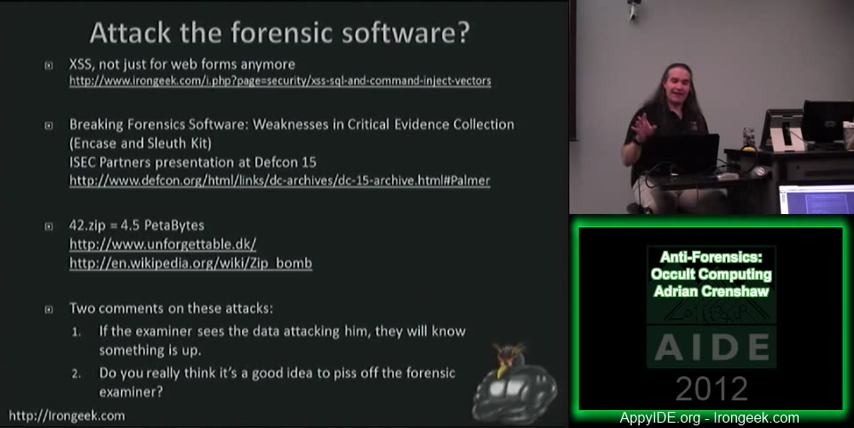 Attack the forensic software?
XSS, not just for web forms anymore
http://www.irongeek.com/i.php?page=security/xss-sql-and-command-inject-vectors
Breaking Forensics Software: Weaknesses in Critical Evidence Collection
(Encase and Sleuth Kit)
ISEC Partners presentation at Defcon 15
http://www.defcon.org/html/links/dc-archives/dc-15-archive.html#Palmer
42.zip = 4.5 PetaBytes
http://www.unforgettable.dk/
http://en.wikipedia.org/wiki/Zip_bomb
Two comments on these attacks:
1. If the examiner sees the data attacking him, they will know
something is up.
2. Do you really think it's a good idea to piss off the forensic
examiner?
http://Irongeek.com
Anti-Forensics:
Occult Computing
Adrian Crenshaw
AIDE
2012
AppyIDE.org - Irongeek.com